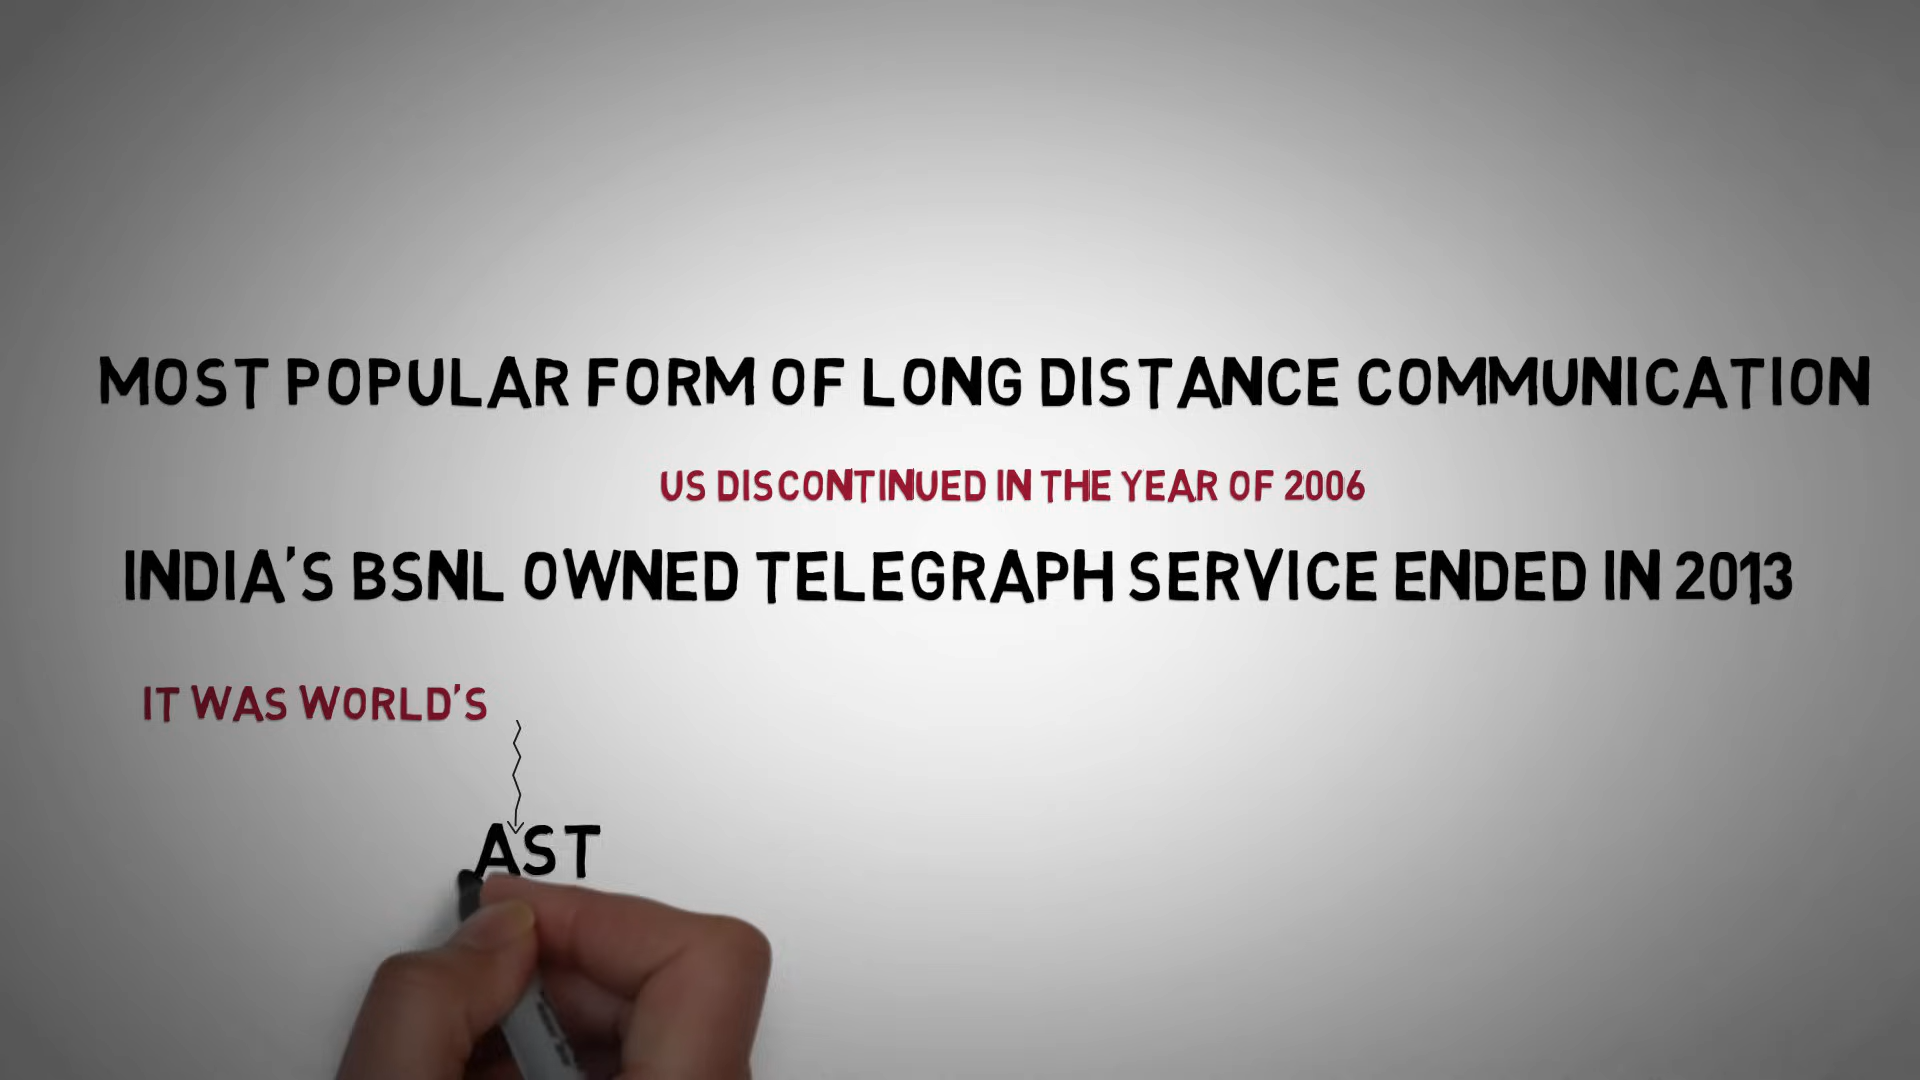 MOST POPULAR FORM OF LONG DISTANCE COMMUNICATION
US DISCONTINUED IN THE YEAR OF 2006
INDIA'S BSNL OWNED TELEGRAPH SERVICE ENDED IN 2013
IT WAS WORLD'S
AST